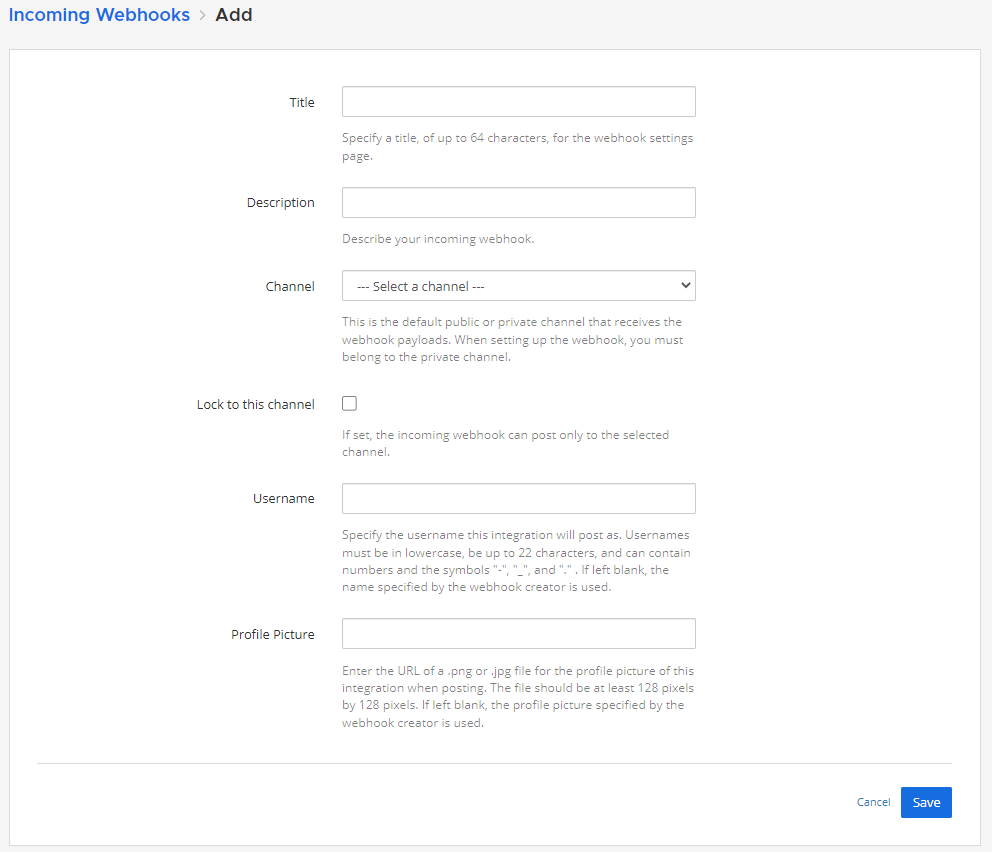 Incoming Webhooks > Add
Title
Specify a title, of up to 64 characters, for the webhook settings
page.
Description
Describe your incoming webhook.
Channel
--- Select a channel ---
This is the default public or private channel that receives the
webhook payloads. When setting up the webhook, you must
belong to the private channel.
Lock to this channel
If set, the incoming webhook can post only to the selected
channel.
Username
Specify the username this integration will post as. Usernames
must be in lowercase, be up to 22 characters, and can contain
numbers and the symbols "-", "_", and "." . If left blank, the
name specified by the webhook creator is used.
Profile Picture
Enter the URL of a .png or .jpg file for the profile picture of this
integration when posting. The file should be at least 128 pixels
by 128 pixels. If left blank, the profile picture specified by the
webhook creator is used.
Cancel Save